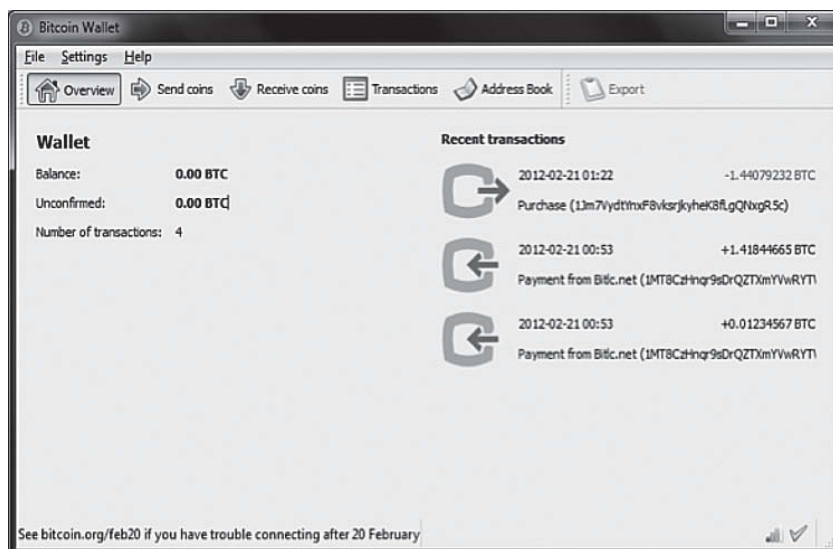 Bitcoin Wallet
File Settings Help
Overview Send coins Receive coins Transactions Address Book Export
Wallet
Balance: 0.00 BTC
Unconfirmed: 0.00 BTC
Number of transactions: 4
Recent transactions
2012-02-21 01:22 -1.44079232 BTC
Purchase
2012-02-21 00:53 +1.41844665 BTC
Payment from Bitlc.net (1MT8CzHnqr9sDrQZTXmYVwRYT
2012-02-21 00:53 +0.01234567 BTC
Payment from Bitlc.net (1MT8CzHnqr9sDrQZTXmYVwRYT
See bitcoin.org/feb20 if you have trouble connecting after 20 February